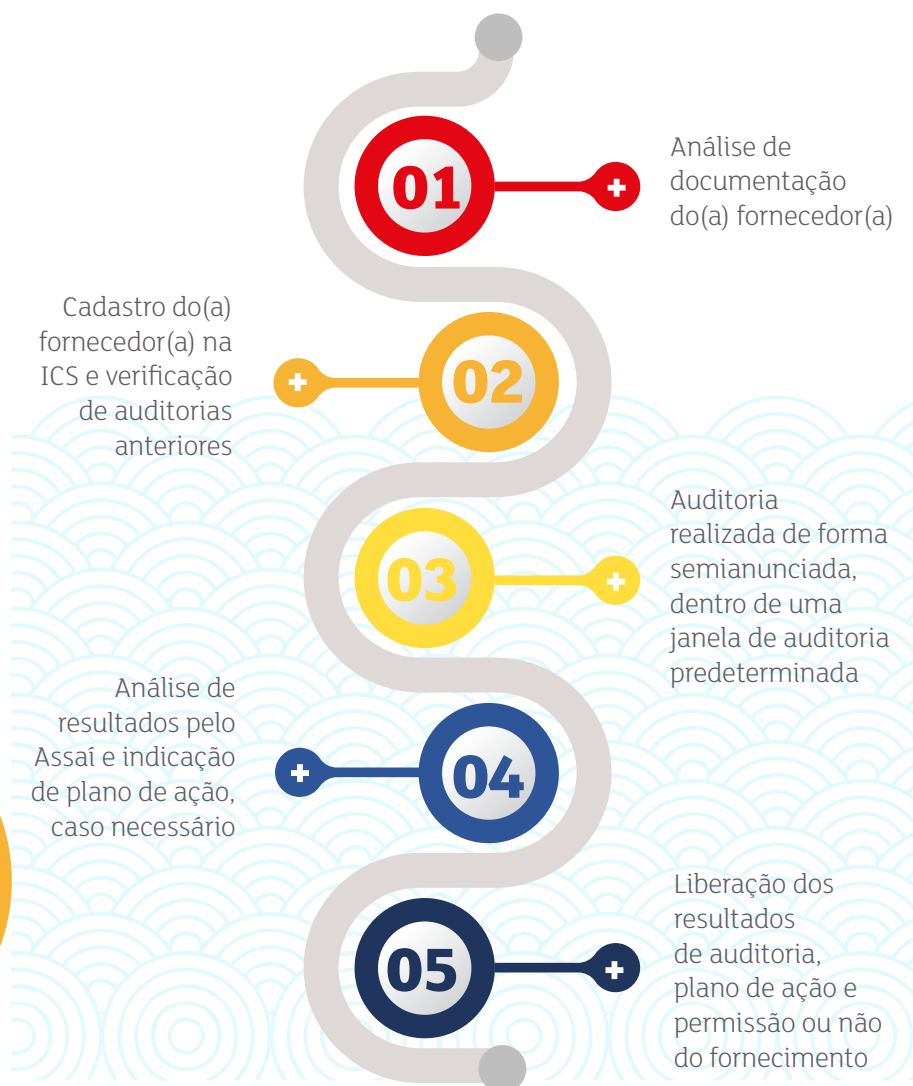 01
Análise de
documentação
do(a) fornecedor(a)
Cadastro do(a)
fornecedor(a) na
ICS e verificação
de auditorias
anteriores
02
03
Auditoria
realizada de forma
semianunciada,
dentro de uma
janela de auditoria
predeterminada
Análise de
resultados pelo
Assaí e indicação
de plano de ação,
caso necessário
04
05
Liberação dos
resultados
de auditoria,
plano de ação e
permissão ou não
do fornecimento